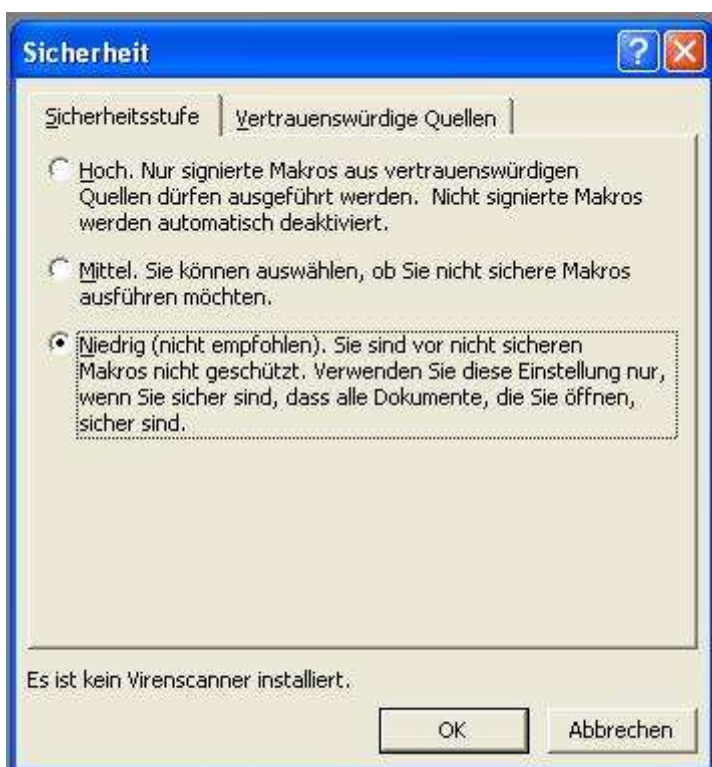 Sicherheit
Sicherheitsstufe
Vertrauenswürdige Quellen
Hoch. Nur signierte Makros aus vertrauenswürdigen
Quellen dürfen ausgeführt werden. Nicht signierte Makros
werden automatisch deaktiviert.
Mittel. Sie können auswählen, ob Sie nicht sichere Makros
ausführen möchten.
Niedrig (nicht empfohlen). Sie sind vor nicht sicheren
Makros nicht geschützt. Verwenden Sie diese Einstellung nur,
wenn Sie sicher sind, dass alle Dokumente, die Sie öffnen,
sicher sind.
Es ist kein Virenscanner installiert.
OK
Abbrechen